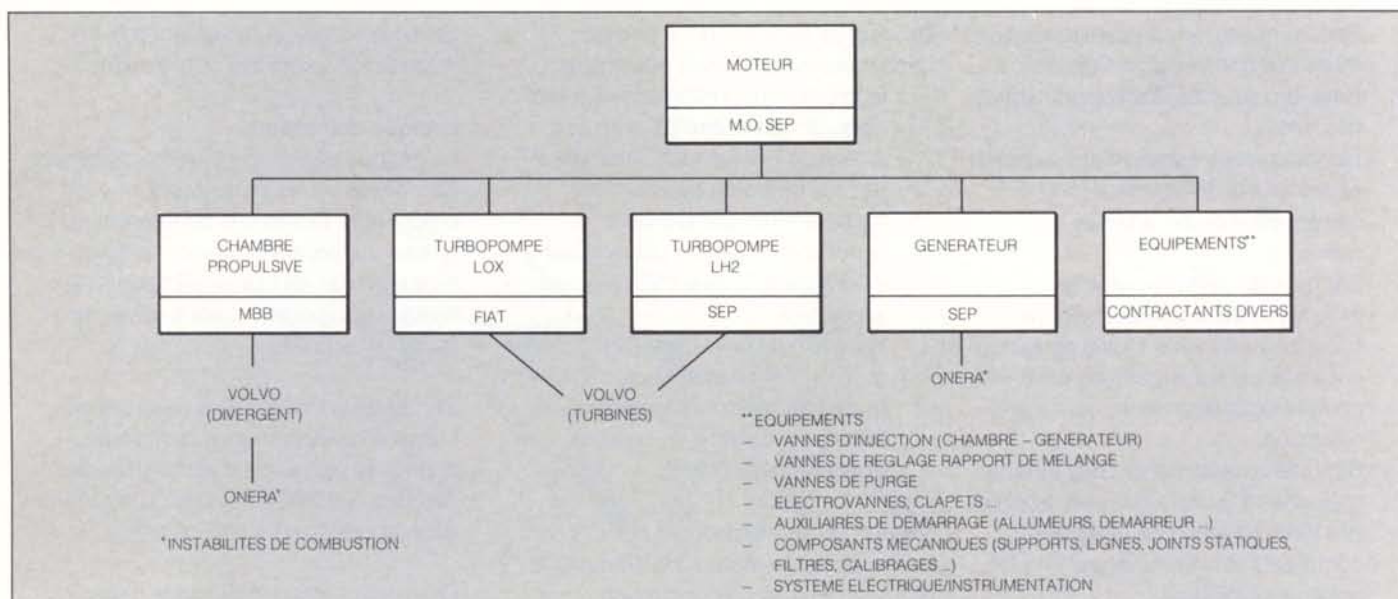 MOTEUR
M.O. SEP
CHAMBRE
PROPULSIVE
MBB
TURBOPOMPE
LOX
FIAT
TURBOPOMPE
LH2
SEP
GENERATEUR
SEP
EQUIPEMENTS**
CONTRACTANTS DIVERS
VOLVO
(DIVERGENT)
ONERA*
*INSTABILITES DE COMBUSTION
VOLVO
(TURBINES)
ONERA*
**EQUIPEMENTS
– VANNES D'INJECTION (CHAMBRE – GENERATEUR)
– VANNES DE REGLAGE RAPPORT DE MELANGE
– VANNES DE PURGE
– ELECTROVANNES, CLAPETS ...
– AUXILIAIRES DE DEMARRAGE (ALLUMEURS, DEMARREUR ...)
– COMPOSANTS MECANIQUES (SUPPORTS, LIGNES, JOINTS STATIQUES,
FILTRES, CALIBRAGES ...)
– SYSTEME ELECTRIQUE/INSTRUMENTATION